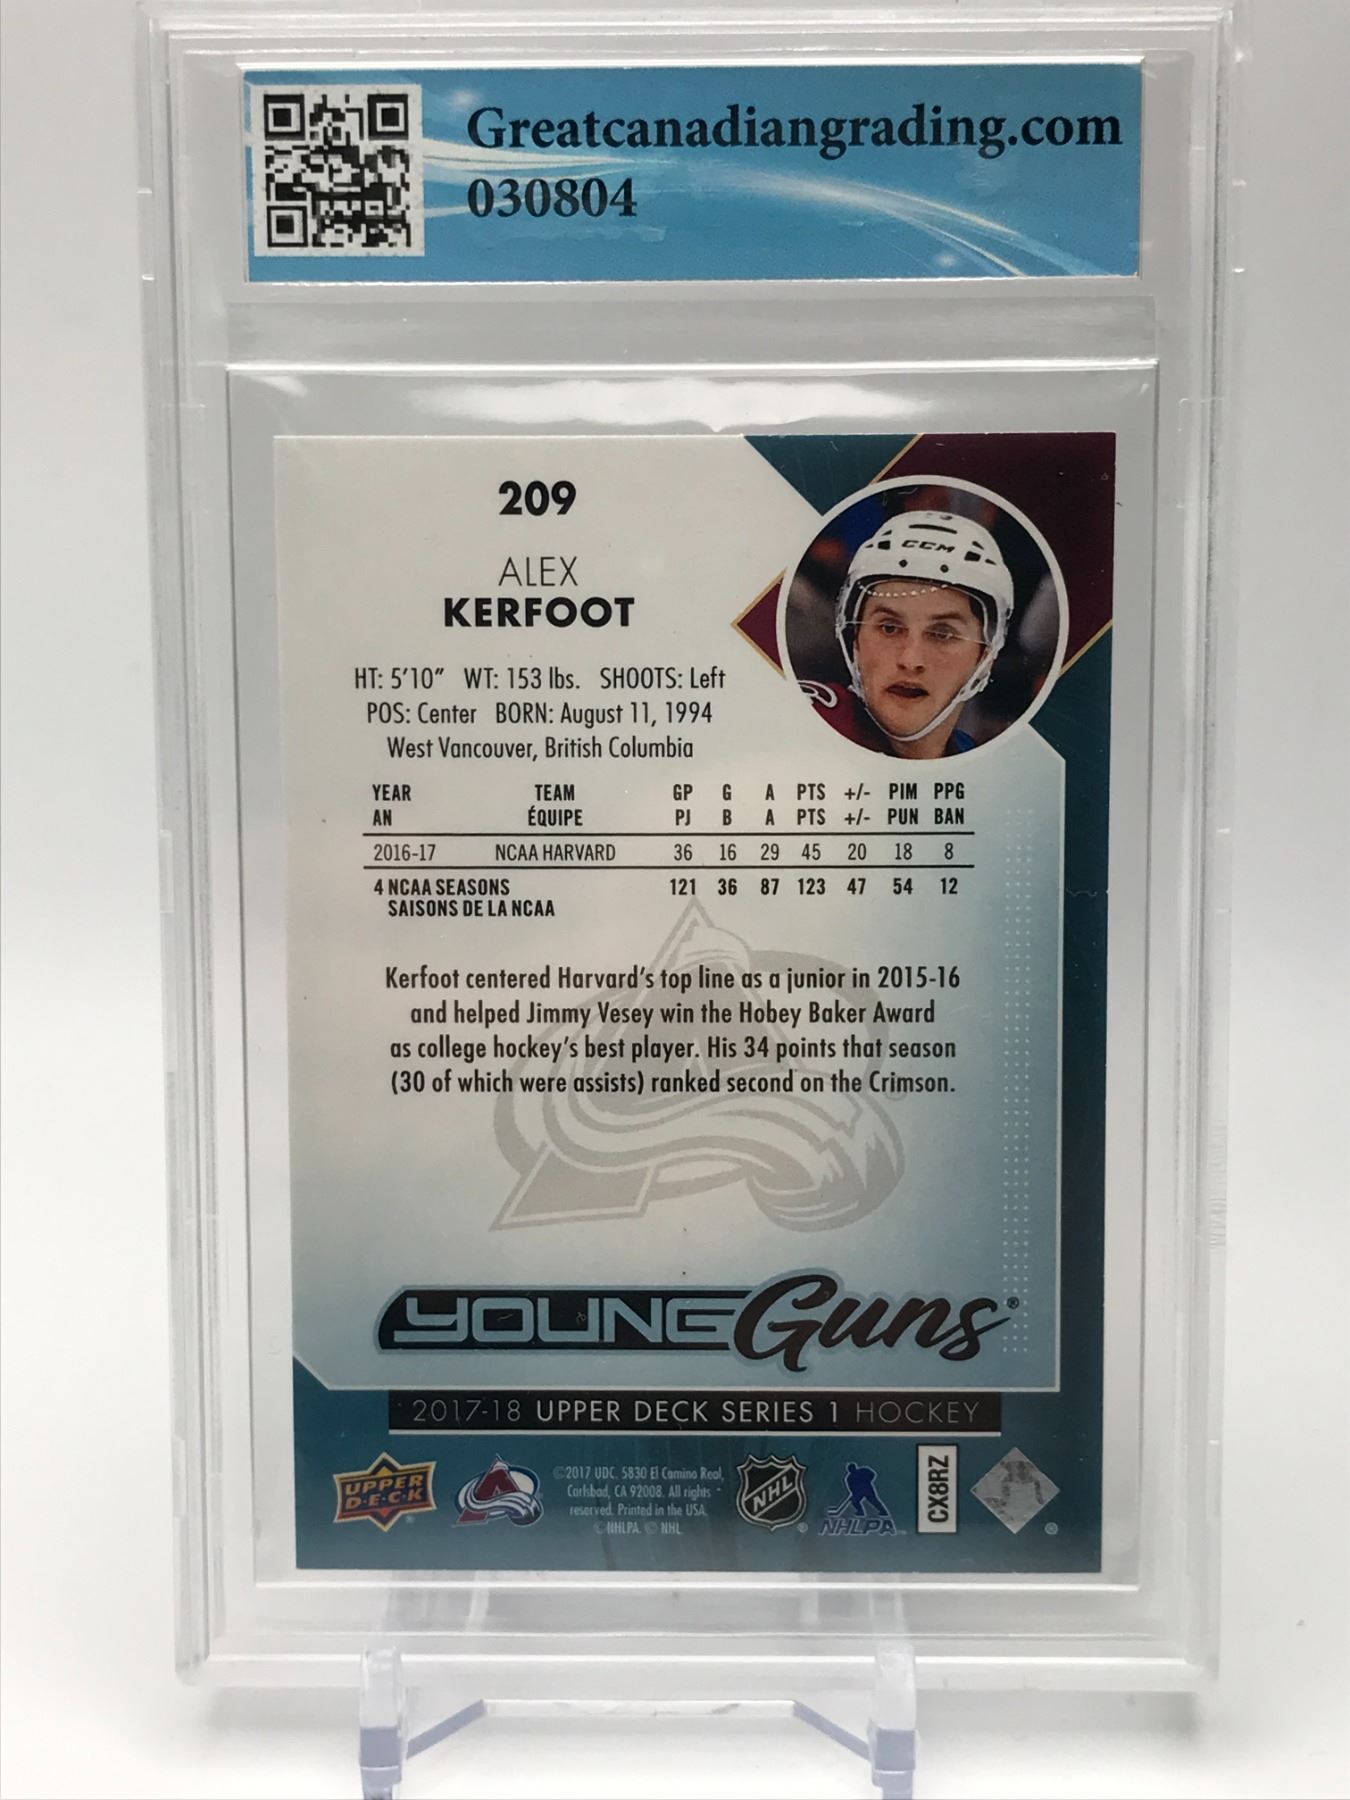 Greatcanadiangrading.com
030804
209
ALEX
KERFOOT
CCM
HT: 5'10" WT: 153 lbs. SHOOTS: Left
POS: Center BORN: August 11, 1994
West Vancouver, British Columbia
YEAR TEAM GP G A PTS +/- PIM PPG
AN ÉQUIPE PJ B A PTS +/- PUN BAN
2016-17 NCAA HARVARD 36 16 29 45 20 18 8
4 NCAA SEASONS 121 36 87 123 47 54 12
SAISONS DE LA NCAA
Kerfoot centered Harvard's top line as a junior in 2015-16
and helped Jimmy Vesey win the Hobey Baker Award
as college hockey's best player. His 34 points that season
(30 of which were assists) ranked second on the Crimson.
YOUNG Guns®
2017-18 UPPER DECK SERIES 1 HOCKEY
UPPER
D·E·C·K
©2017 UDC. 5830 El Camino Real,
Carlsbad, CA 92008. All rights
reserved. Printed in the USA.
©NHLPA. © NHL
NHL
NHLPA
CX8RZ